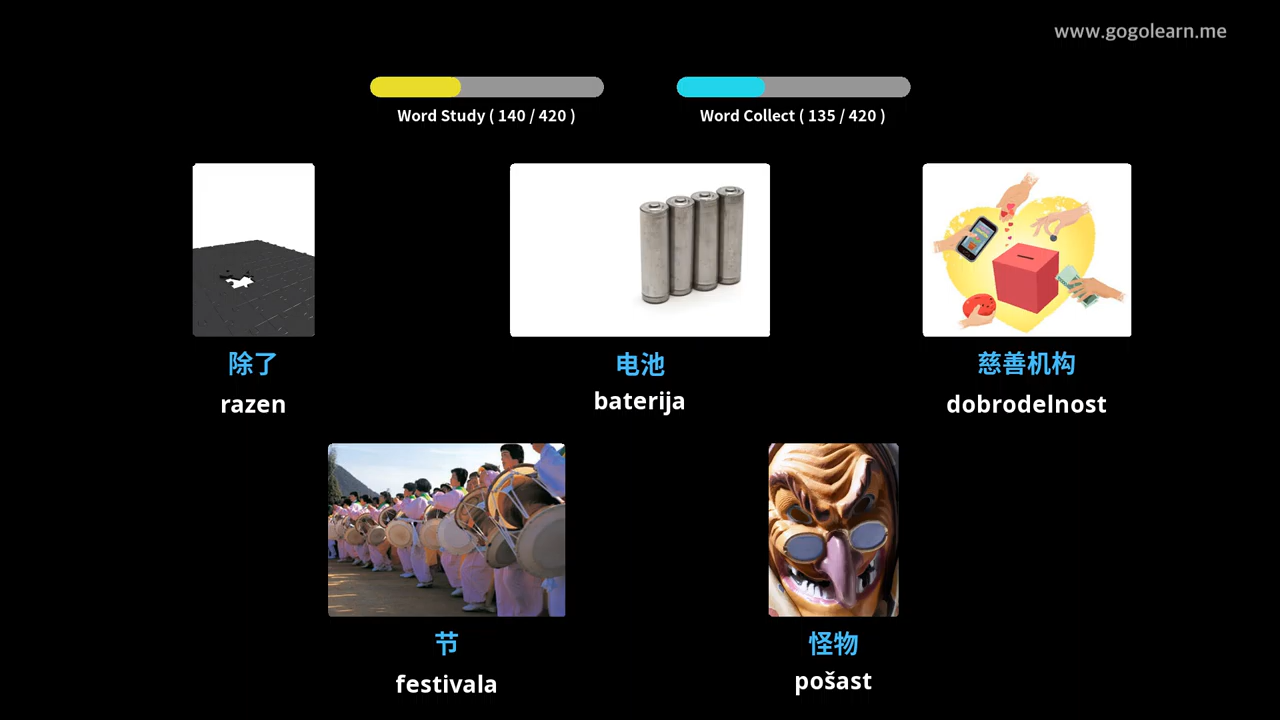 www.gogolearn.me
Word Study ( 140 / 420 )
Word Collect ( 135 / 420 )
除了
razen
电池
baterija
慈善机构
dobrodelnost
节
festivala
怪物
pošast